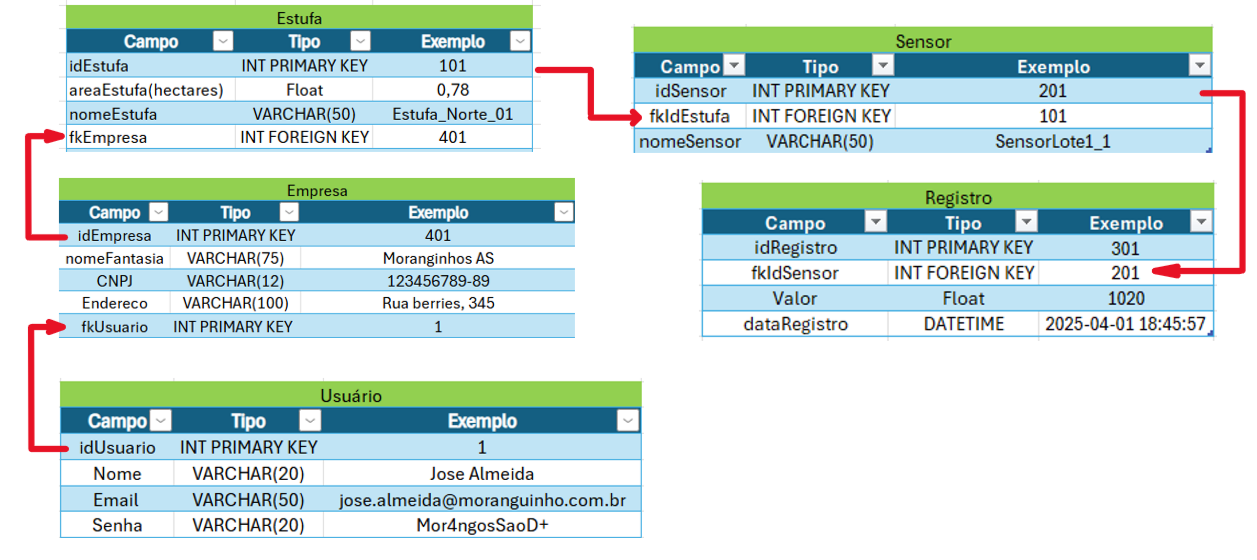 Estufa
Campo Tipo Exemplo
idEstufa INT PRIMARY KEY 101
areaEstufa(hectares) Float 0,78
nomeEstufa VARCHAR(50) Estufa_Norte_01
fkEmpresa INT FOREIGN KEY 401
Sensor
Campo Tipo Exemplo
idSensor INT PRIMARY KEY 201
fkIdEstufa INT FOREIGN KEY 101
nomeSensor VARCHAR(50) SensorLote1_1
Empresa
Campo Tipo Exemplo
idEmpresa INT PRIMARY KEY 401
nomeFantasia VARCHAR(75) Moranginhos AS
CNPJ VARCHAR(12) 123456789-89
Endereco VARCHAR(100) Rua berries, 345
fkUsuario INT PRIMARY KEY 1
Registro
Campo Tipo Exemplo
idRegistro INT PRIMARY KEY 301
fkIdSensor INT FOREIGN KEY 201
Valor Float 1020
dataRegistro DATETIME 2025-04-01 18:45:57
Usuário
Campo Tipo Exemplo
idUsuario INT PRIMARY KEY 1
Nome VARCHAR(20) Jose Almeida
Email VARCHAR(50) jose.almeida@moranguinho.com.br
Senha VARCHAR(20) Mor4ngosSaoD+